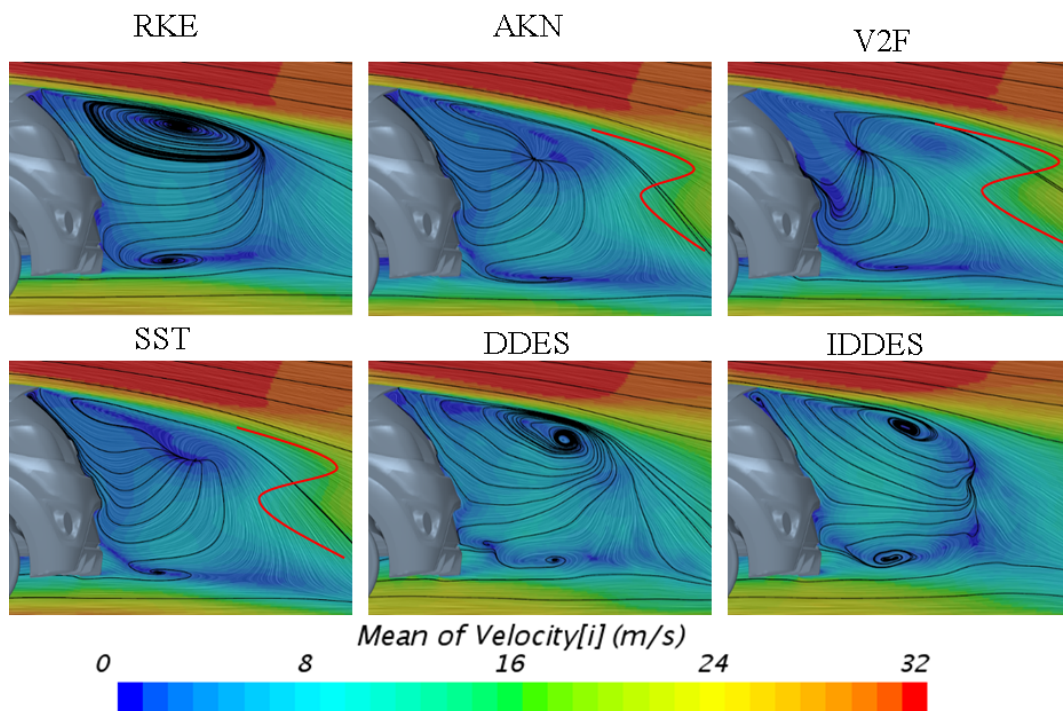 RKE AKN V2F
SST DDES IDDES
Mean of Velocity[i] (m/s)
0 8 16 24 32